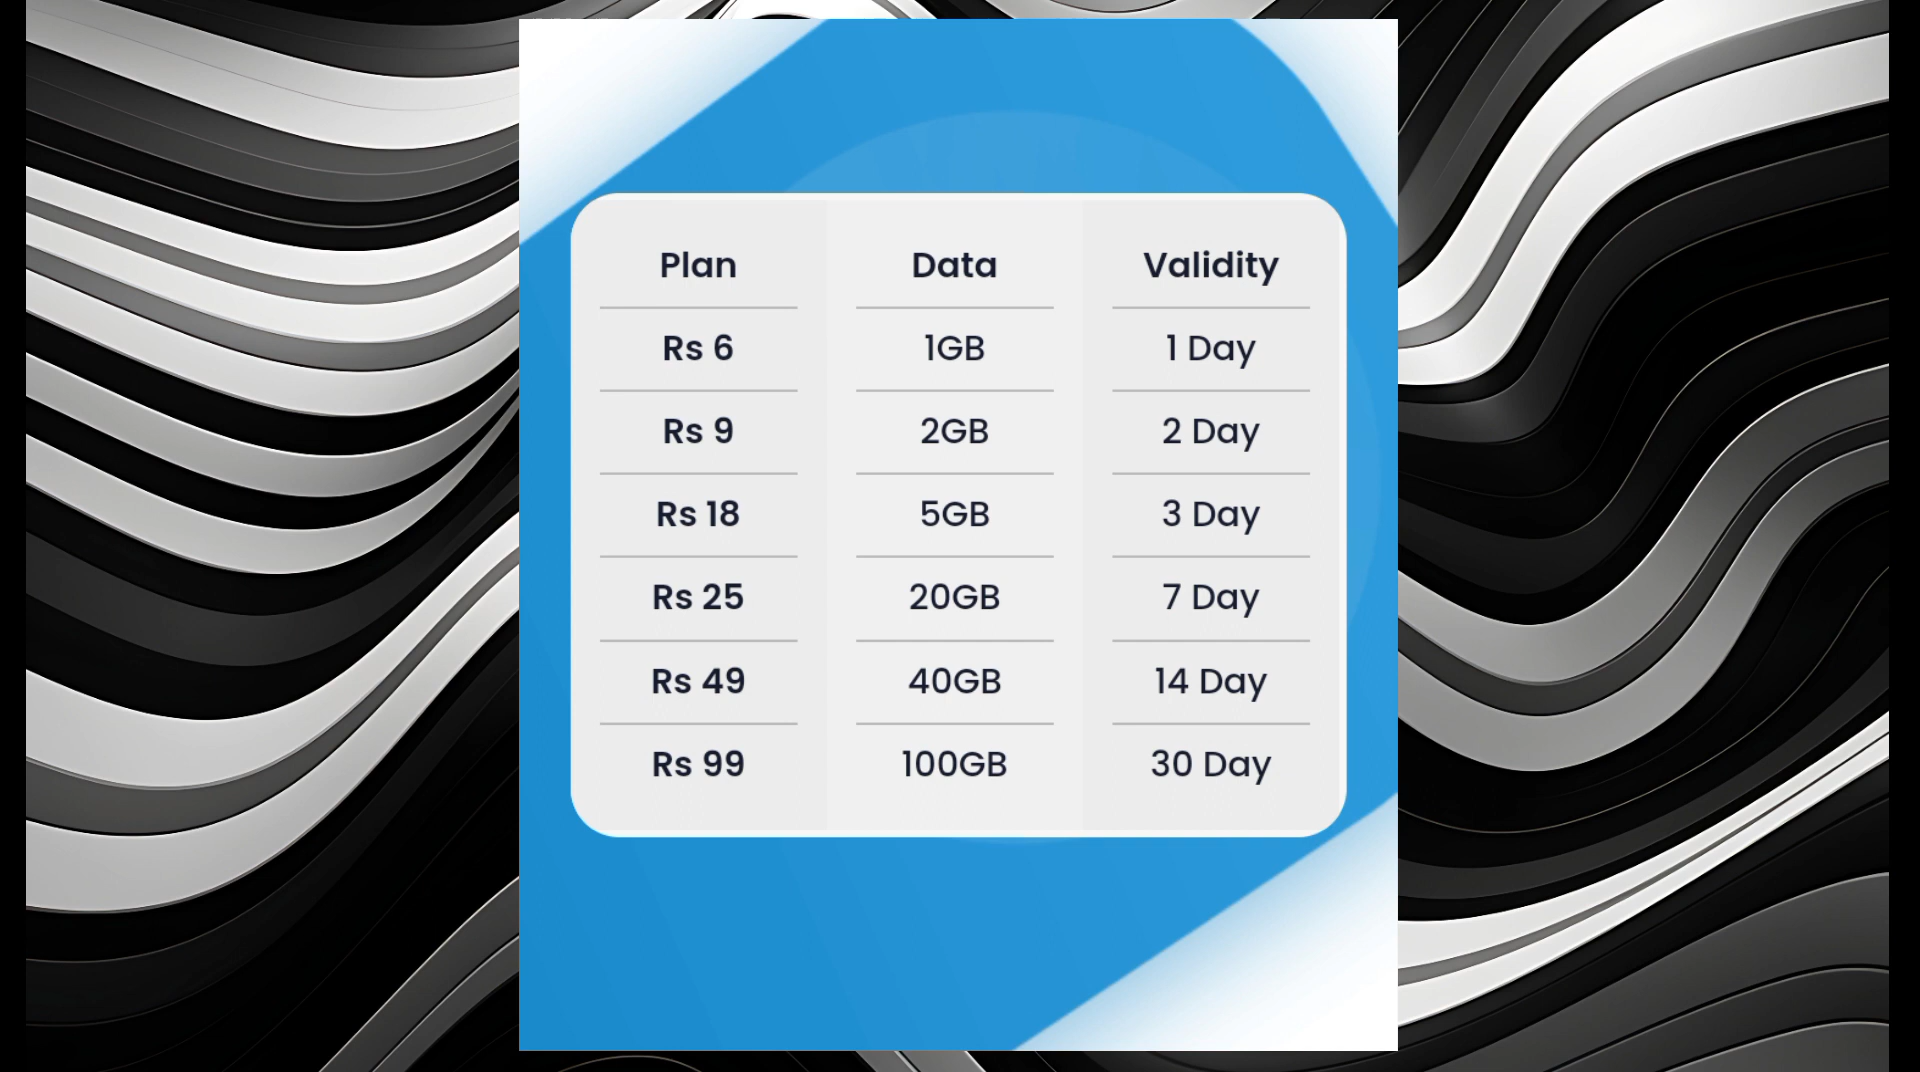 Plan Data Validity
Rs 6 1GB 1 Day
Rs 9 2GB 2 Day
Rs 18 5GB 3 Day
Rs 25 20GB 7 Day
Rs 49 40GB 14 Day
Rs 99 100GB 30 Day